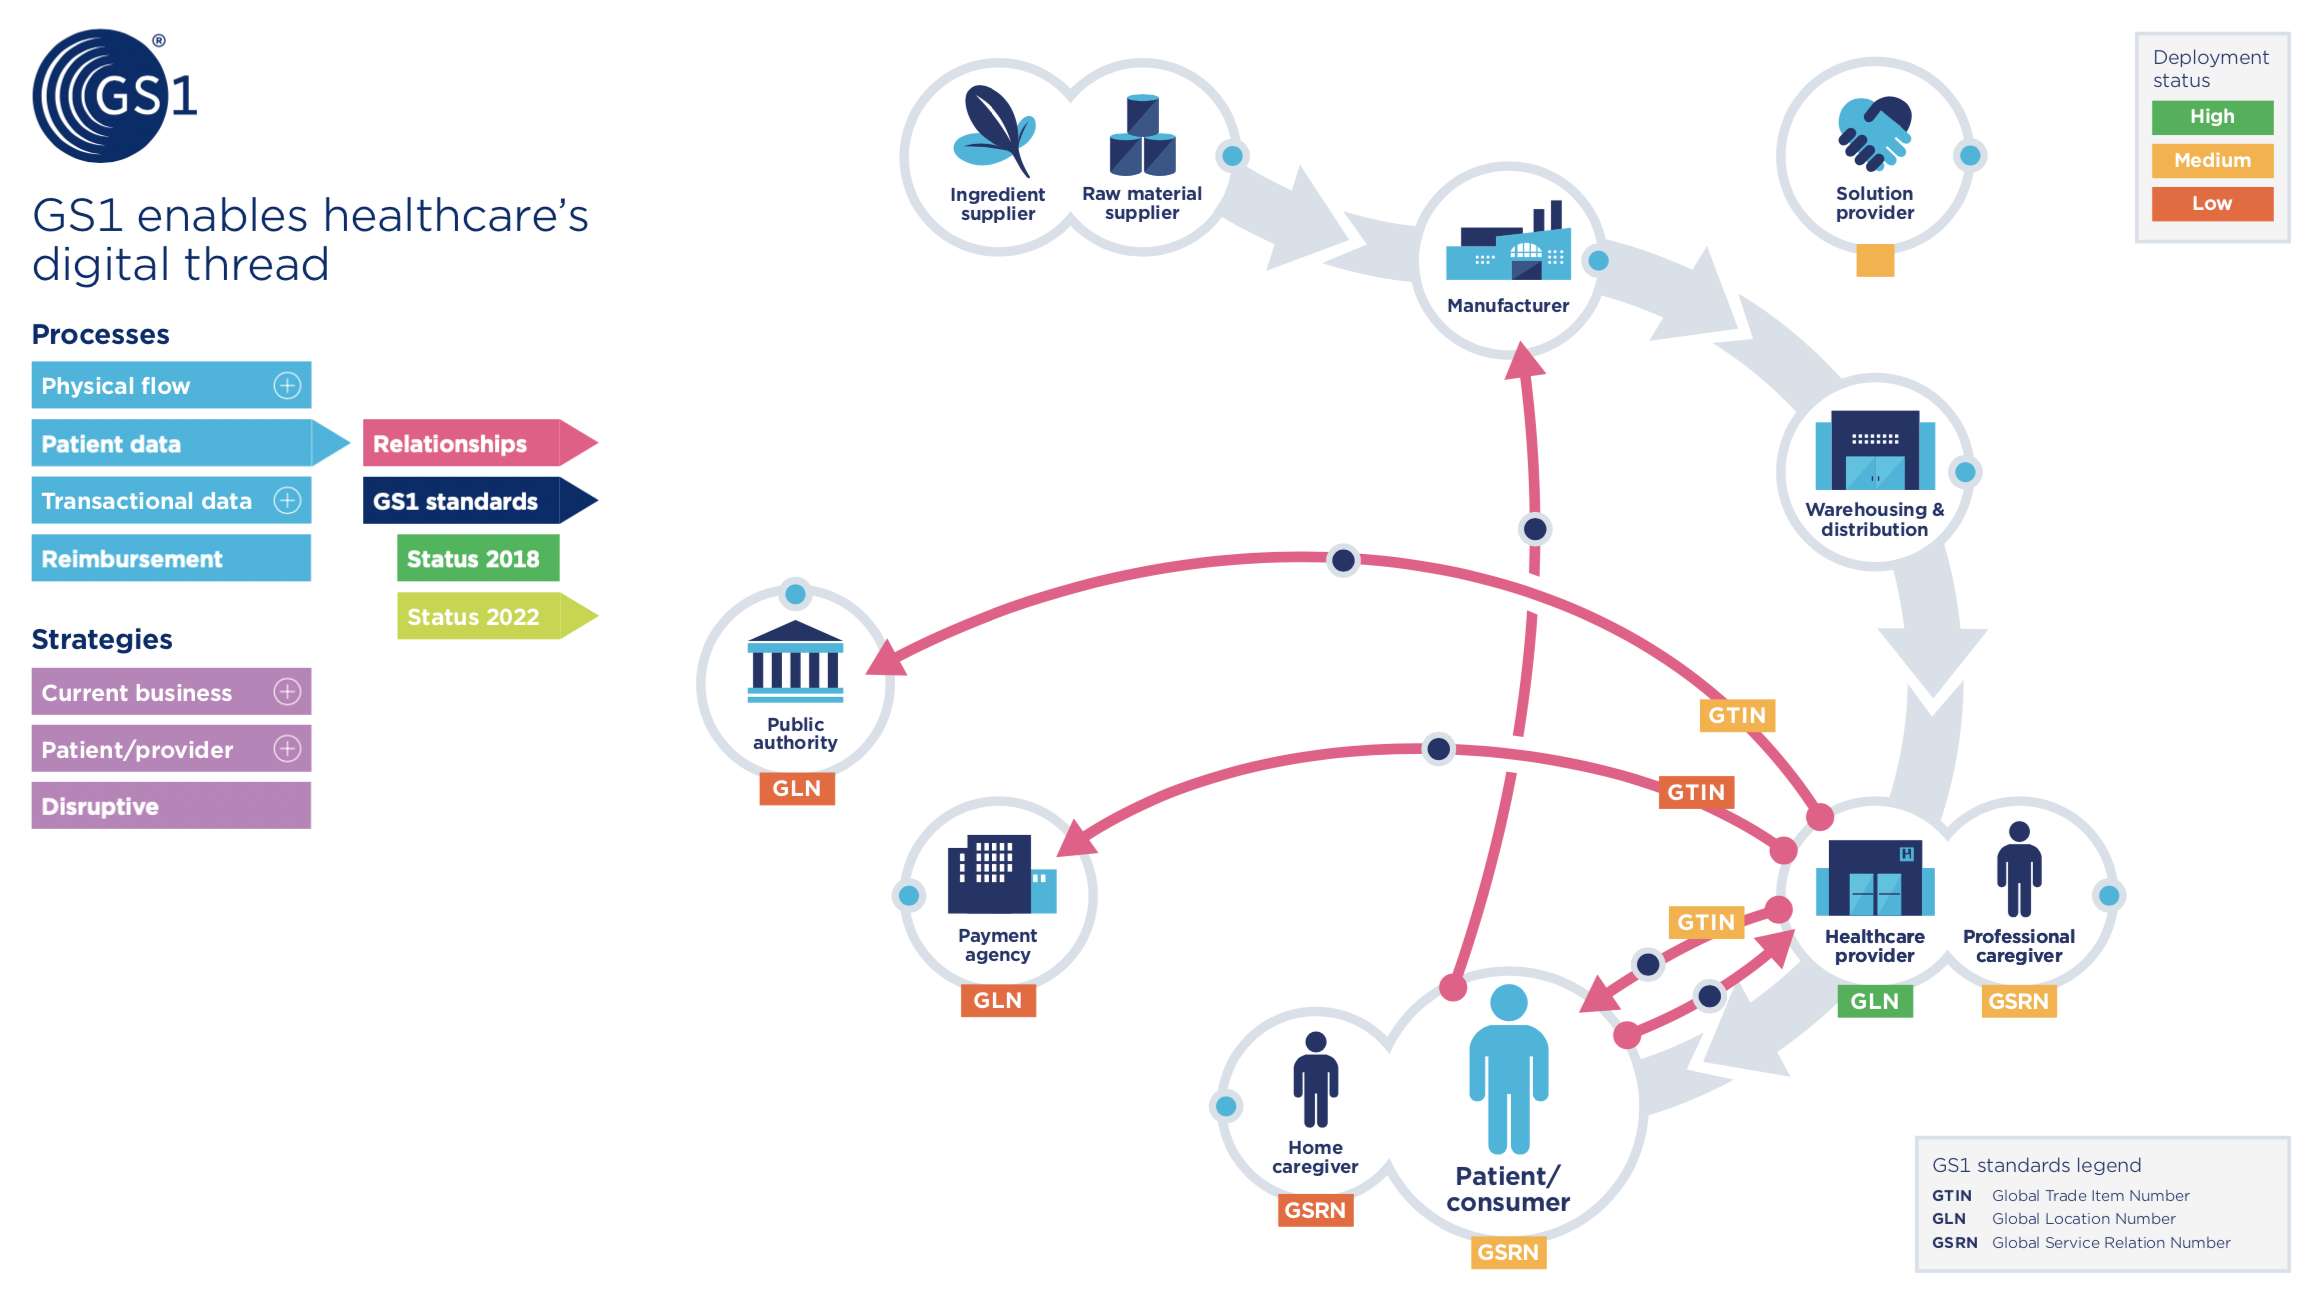 GS1®
GS1 enables healthcare’s
digital thread
Processes
Physical flow
Patient data
Transactional data
Reimbursement
Relationships
GS1 standards
Status 2018
Status 2022
Strategies
Current business
Patient/provider
Disruptive
Ingredient
supplier
Raw material
supplier
Manufacturer
Solution
provider
Deployment
status
High
Medium
Low
Warehousing &
distribution
Public
authority
GLN
GTIN
GTIN
Payment
agency
GLN
GTIN
H
Healthcare
provider
GLN
Professional
caregiver
GSRN
Home
caregiver
GSRN
Patient/
consumer
GSRN
GS1 standards legend
GTIN Global Trade Item Number
GLN Global Location Number
GSRN Global Service Relation Number